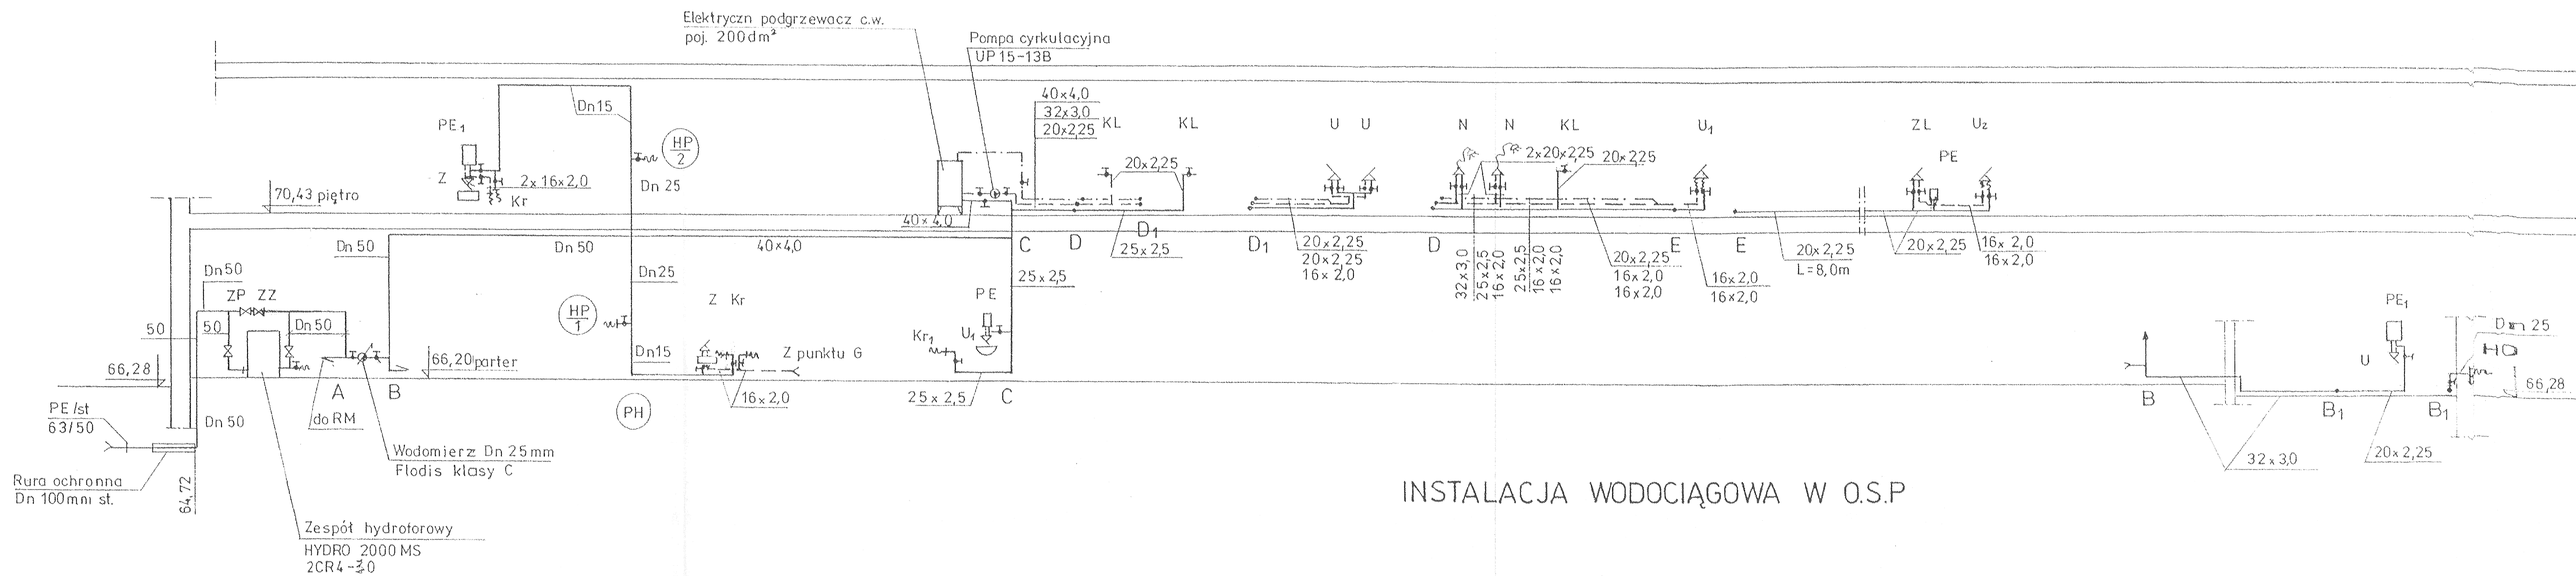 Elektryczn podgrzewacz c.w.
poj. 200dm³
Pompa cyrkulacyjna
UP 15-13B
Dn15
PE1
HP
2
Z
2x16x2,0
Kr
Dn 25
70,43 piętro
40x4,0
32x3,0
20x2,25
KL
KL
20x2,25
40x4,0
C
D
D1
25x2,5
U
U
D1
20x2,25
20x2,25
16x2,0
N
N
KL
2x20x2,25
20x2,25
U1
D
32x3,0
25x2,5
16x2,0
25x2,5
16x2,0
16x2,0
20x2,25
16x2,0
16x2,0
E
16x2,0
16x2,0
E
20x2,25
L=8,0m
ZL
U2
PE
20x2,25
16x2,0
16x2,0
Dn 50
Dn 50
40x4,0
Dn50
ZP
ZZ
50
50
Dn 50
Dn25
HP
1
Z
Kr
PE
25x2,5
U1
Kr1
66,28
66,20 parter
Dn15
Z punktu G
A
B
do RM
16x2,0
PH
25x2,5
C
PE/st
63/50
Dn 50
Wodomierz Dn 25mm
Flodis klasy C
Rura ochronna
Dn 100mm st.
64,72
Zespół hydroforowy
HYDRO 2000 MS
PE1
U
66,28
B
B1
B1
32x3,0
20x2,25
INSTALACJA WODOCIĄGOWA W O.S.P